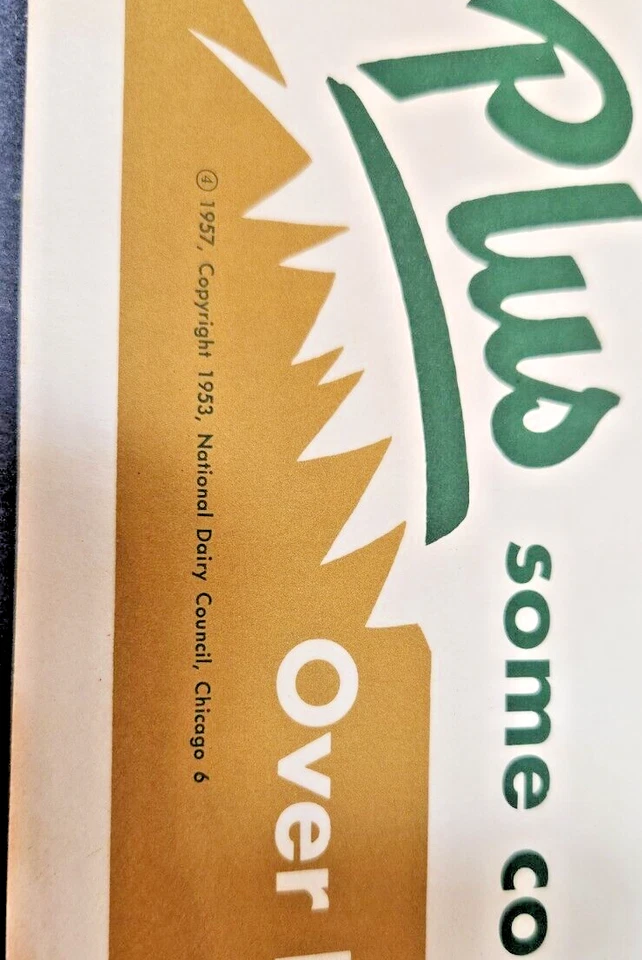 Plus
some co
Over
④ 1957, Copyright 1953, National Dairy Council, Chicago 6